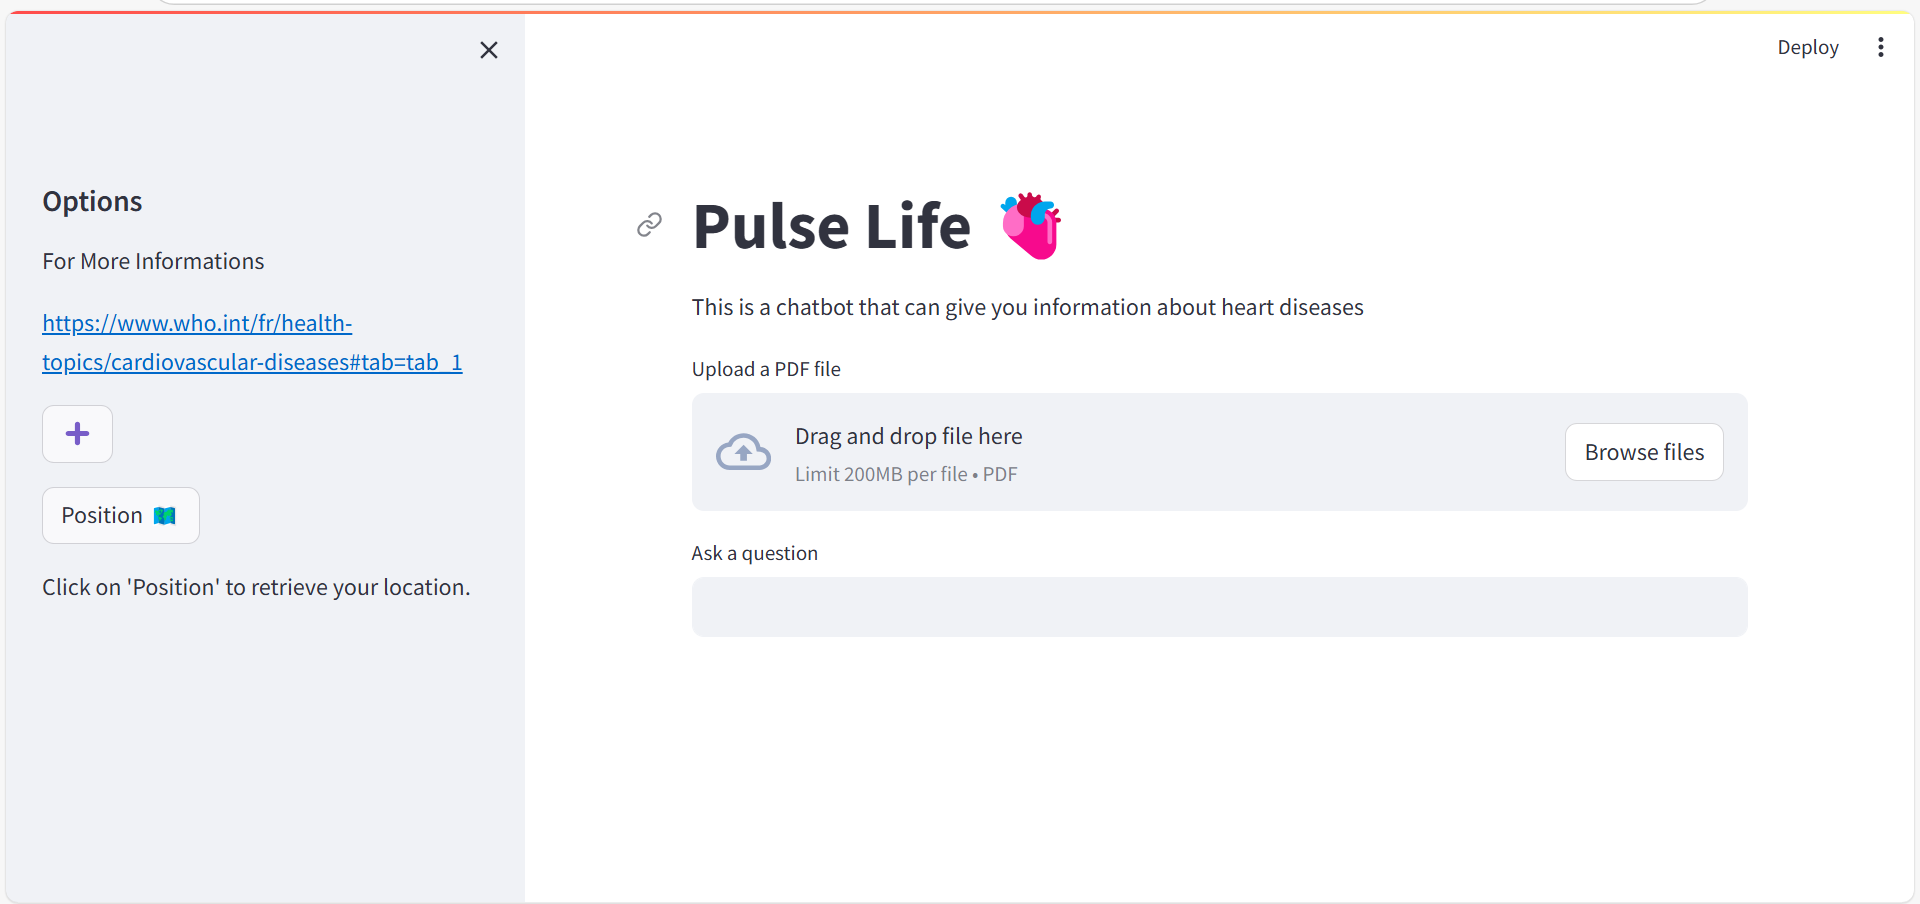 Deploy
Options
For More Informations
https://www.who.int/fr/health-
topics/cardiovascular-diseases#tab=tab_1
Position
Click on 'Position' to retrieve your location.
Pulse Life
This is a chatbot that can give you information about heart diseases
Upload a PDF file
Drag and drop file here
Limit 200MB per file • PDF
Browse files
Ask a question